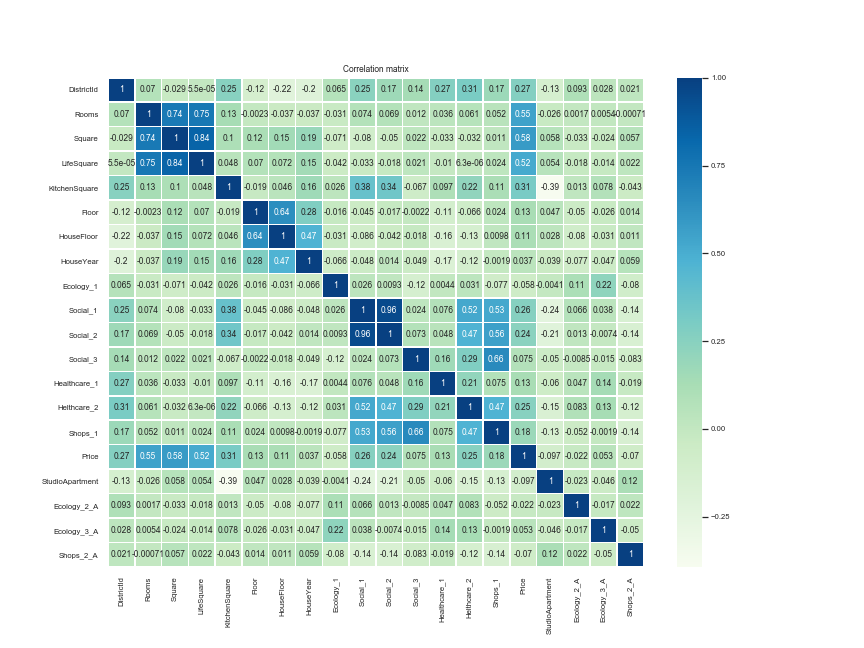 Correlation matrix
DistrictId 1 0.07 -0.029 5.5e-05 0.25 -0.12 -0.22 -0.2 0.065 0.25 0.17 0.14 0.27 0.31 0.17 0.27 -0.13 0.093 0.028 0.021
Rooms 0.07 1 0.74 0.75 0.13 -0.0023 -0.037 -0.037 -0.031 0.074 0.069 0.012 0.036 0.061 0.052 0.55 -0.026 0.0017 0.0054 -0.00071
Square -0.029 0.74 1 0.84 0.1 0.12 0.15 0.19 -0.071 -0.08 -0.05 0.022 -0.033 -0.032 0.011 0.58 0.058 -0.033 -0.024 0.057
LifeSquare 5.5e-05 0.75 0.84 1 0.048 0.07 0.072 0.15 -0.042 -0.033 -0.018 0.021 -0.01 6.3e-06 0.024 0.52 0.054 -0.018 -0.014 0.022
KitchenSquare 0.25 0.13 0.1 0.048 1 -0.019 0.046 0.16 0.026 0.38 0.34 -0.067 0.097 0.22 0.11 0.31 -0.39 0.013 0.078 -0.043
Floor -0.12 -0.0023 0.12 0.07 -0.019 1 0.64 0.28 -0.016 -0.045 -0.017 -0.0022 -0.11 -0.066 0.024 0.13 0.047 -0.05 -0.026 0.014
HouseFloor -0.22 -0.037 0.15 0.072 0.046 0.64 1 0.47 -0.031 -0.086 -0.042 -0.018 -0.16 -0.13 0.0098 0.11 0.028 -0.08 -0.031 0.011
HouseYear -0.2 -0.037 0.19 0.15 0.16 0.28 0.47 1 -0.066 -0.048 0.014 -0.049 -0.17 -0.12 -0.0019 0.037 -0.039 -0.077 -0.047 0.059
Ecology_1 0.065 -0.031 -0.071 -0.042 0.026 -0.016 -0.031 -0.066 1 0.026 0.0093 -0.12 0.0044 0.031 -0.077 -0.058 -0.0041 0.11 0.22 -0.08
Social_1 0.25 0.074 -0.08 -0.033 0.38 -0.045 -0.086 -0.048 0.026 1 0.96 0.024 0.076 0.52 0.53 0.26 -0.24 0.066 0.038 -0.14
Social_2 0.17 0.069 -0.05 -0.018 0.34 -0.017 -0.042 0.014 0.0093 0.96 1 0.073 0.048 0.47 0.56 0.24 -0.21 0.013 -0.0074 -0.14
Social_3 0.14 0.012 0.022 0.021 -0.067 -0.0022 -0.018 -0.049 -0.12 0.024 0.073 1 0.16 0.29 0.66 0.075 -0.05 -0.0085 -0.015 -0.083
Healthcare_1 0.27 0.036 -0.033 -0.01 0.097 -0.11 -0.16 -0.17 0.0044 0.076 0.048 0.16 1 0.21 0.075 0.13 -0.06 0.047 0.14 -0.019
Helthcare_2 0.31 0.061 -0.032 6.3e-06 0.22 -0.066 -0.13 -0.12 0.031 0.52 0.47 0.29 0.21 1 0.47 0.25 -0.15 0.083 0.13 -0.12
Shops_1 0.17 0.052 0.011 0.024 0.11 0.024 0.0098 -0.0019 -0.077 0.53 0.56 0.66 0.075 0.47 1 0.18 -0.13 -0.052 -0.0019 -0.14
Price 0.27 0.55 0.58 0.52 0.31 0.13 0.11 0.037 -0.058 0.26 0.24 0.075 0.13 0.25 0.18 1 -0.097 -0.022 0.053 -0.07
StudioApartment -0.13 -0.026 0.058 0.054 -0.39 0.047 0.028 -0.039 -0.0041 -0.24 -0.21 -0.05 -0.06 -0.15 -0.13 -0.097 1 -0.023 -0.046 0.12
Ecology_2_A 0.093 0.0017 -0.033 -0.018 0.013 -0.05 -0.08 -0.077 0.11 0.066 0.013 -0.0085 0.047 0.083 -0.052 -0.022 -0.023 1 -0.017 0.022
Ecology_3_A 0.028 0.0054 -0.024 -0.014 0.078 -0.026 -0.031 -0.047 0.22 0.038 -0.0074 -0.015 0.14 0.13 -0.0019 0.053 -0.046 -0.017 1 -0.05
Shops_2_A 0.021 -0.00071 0.057 0.022 -0.043 0.014 0.011 0.059 -0.08 -0.14 -0.14 -0.083 -0.019 -0.12 -0.14 -0.07 0.12 0.022 -0.05 1
DistrictId Rooms Square LifeSquare KitchenSquare Floor HouseFloor HouseYear Ecology_1 Social_1 Social_2 Social_3 Healthcare_1 Helthcare_2 Shops_1 Price StudioApartment Ecology_2_A Ecology_3_A Shops_2_A
1.00
0.75
0.50
0.25
0.00
−0.25